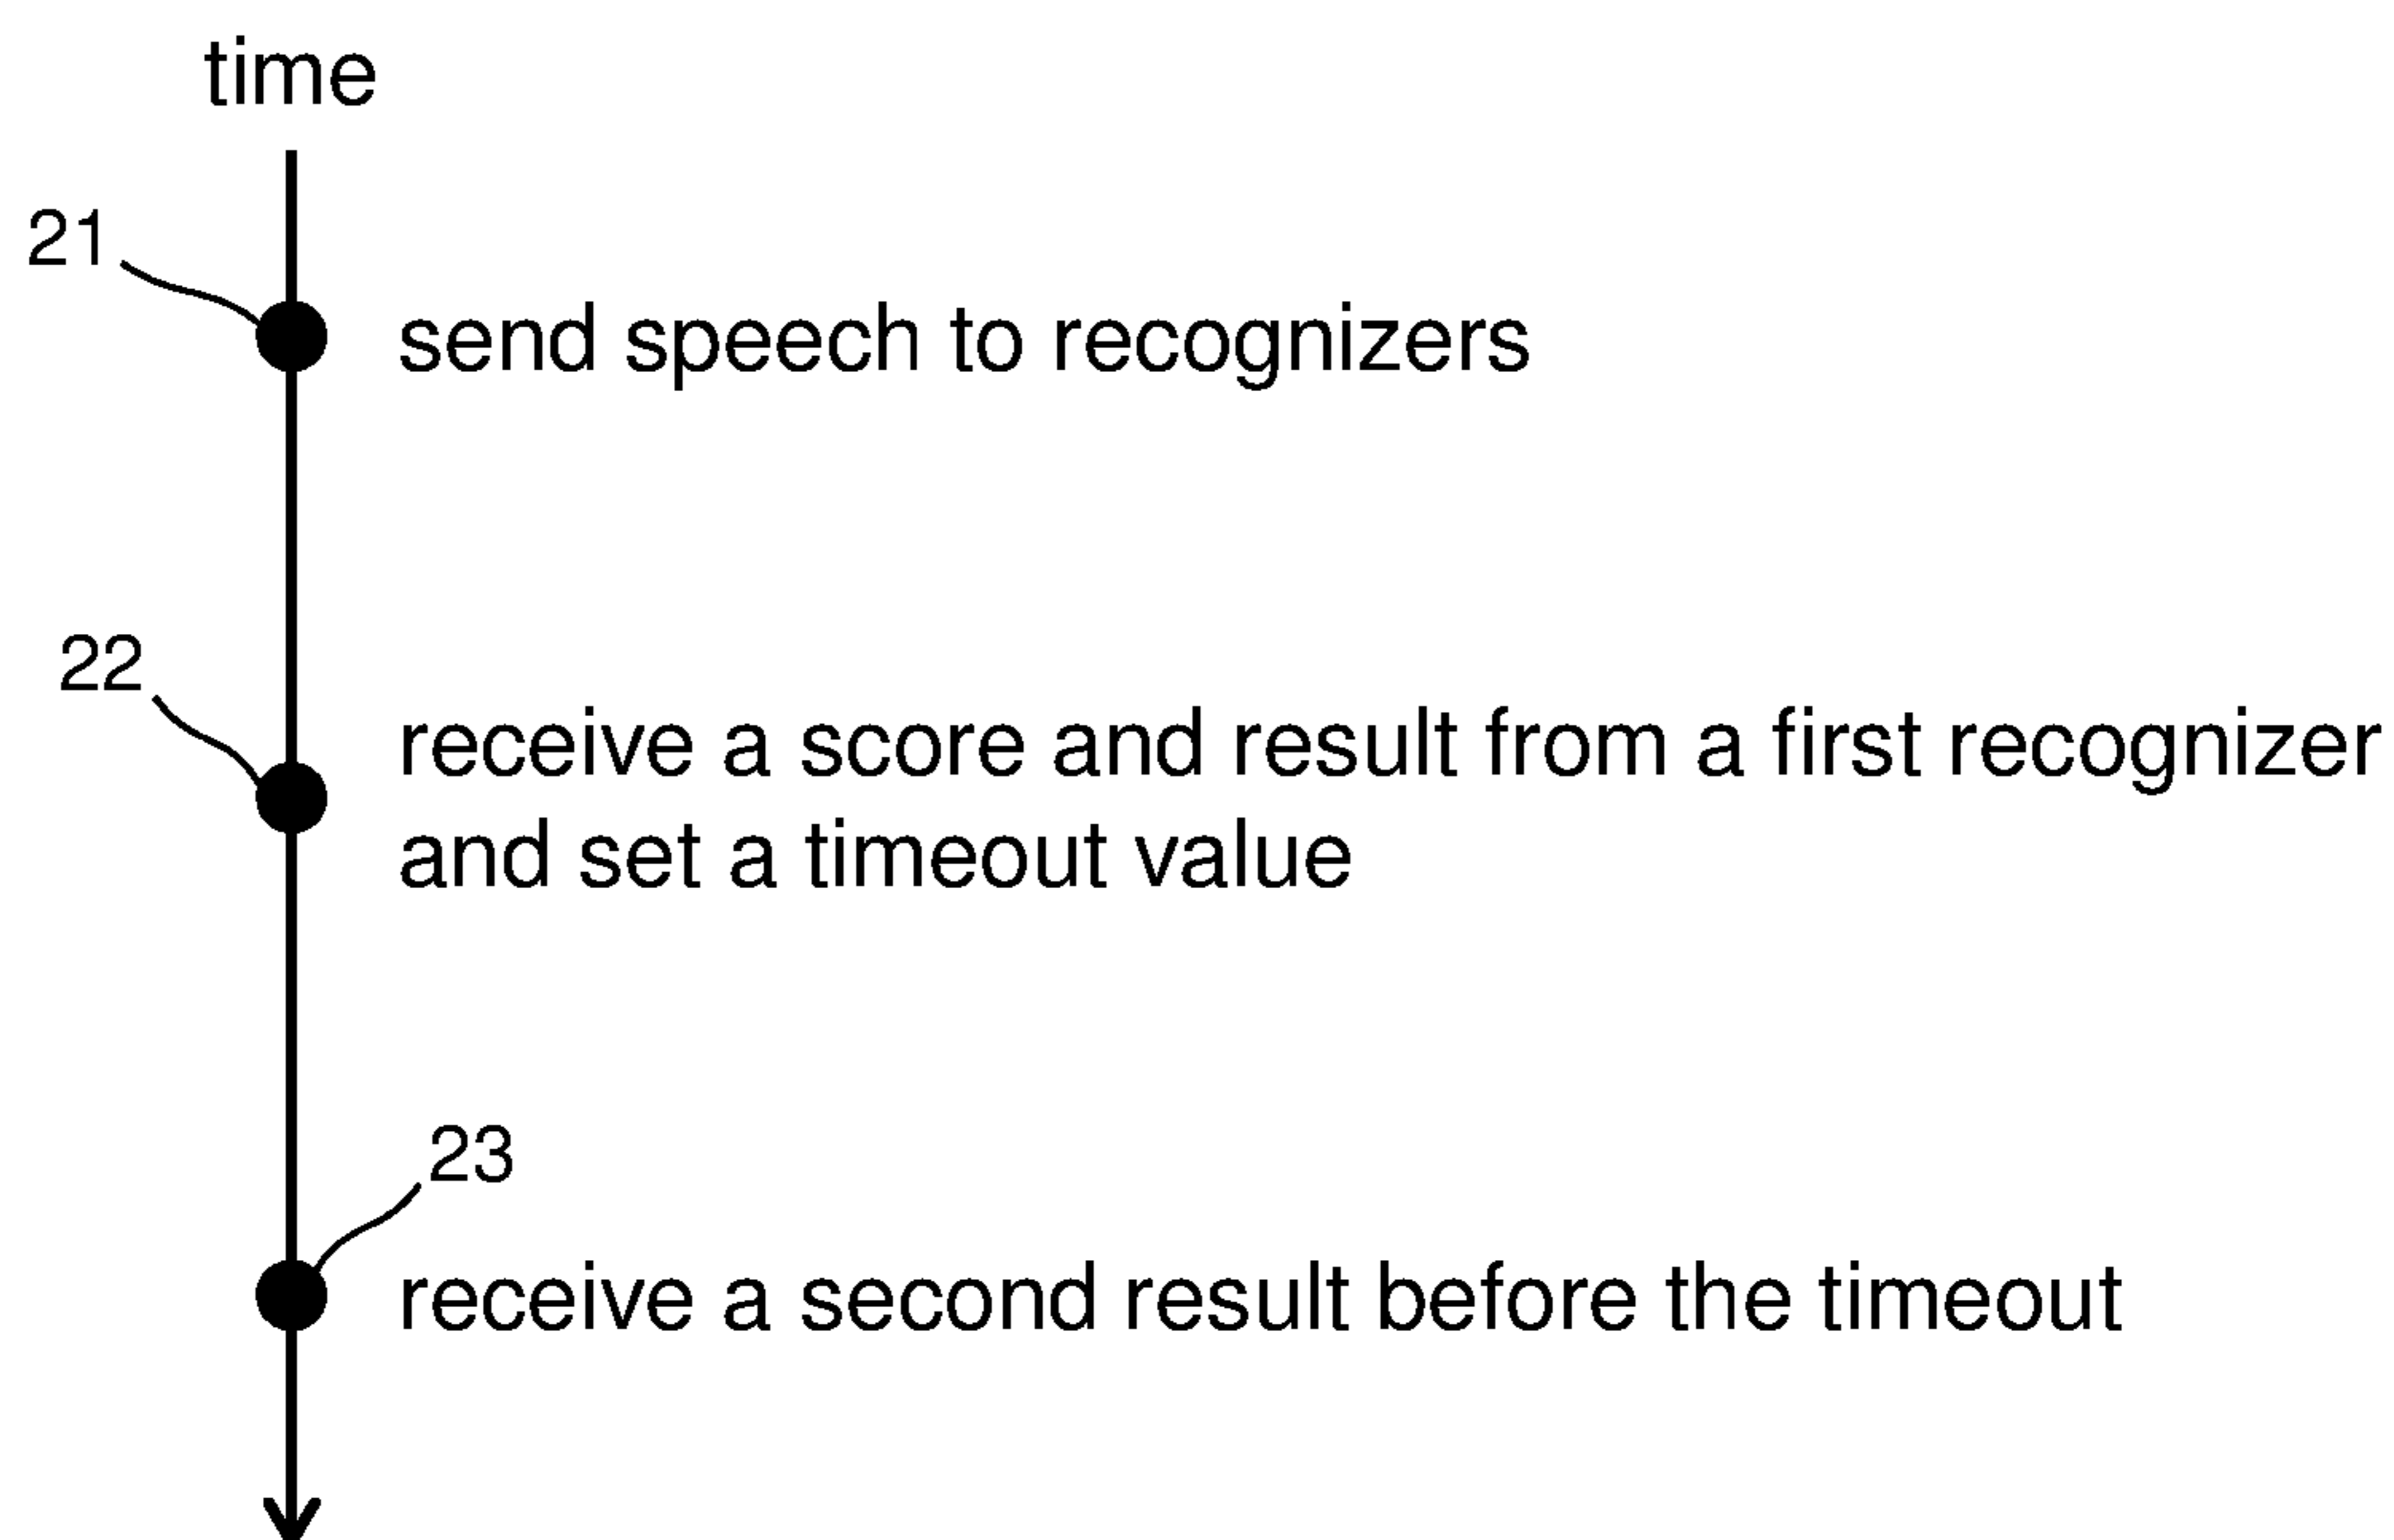 time
21
send speech to recognizers
22
receive a score and result from a first recognizer
and set a timeout value
23
receive a second result before the timeout